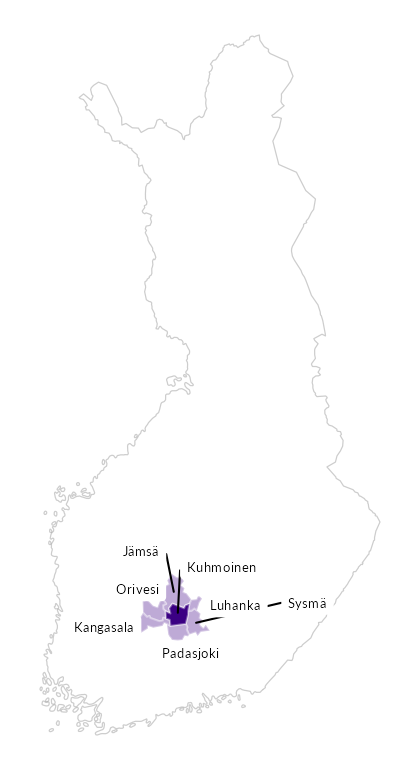 Jämsä
Kuhmoinen
Orivesi
Luhanka
Sysmä
Kangasala
Padasjoki